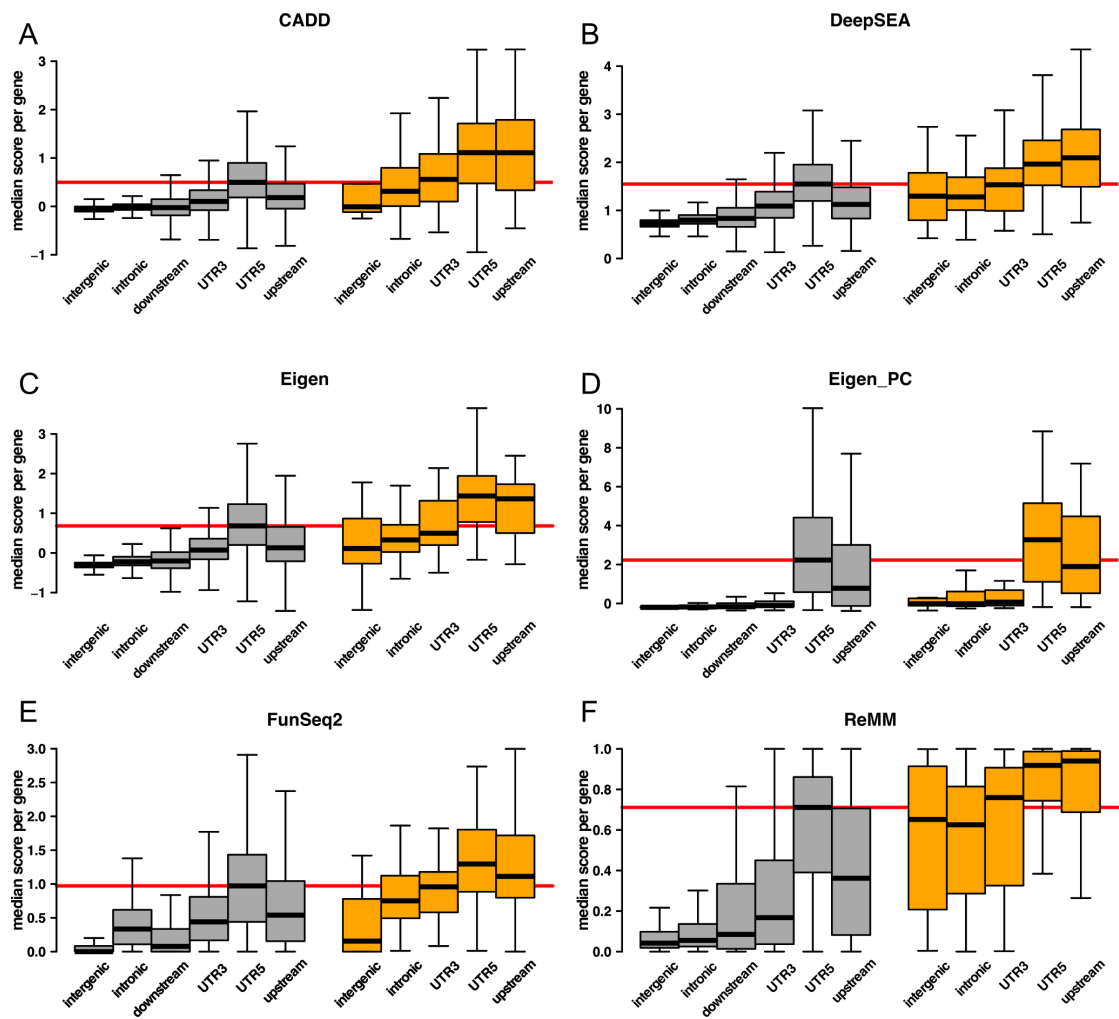 A
CADD
median score per gene
3
2
1
0
−1
intergenic
intronic
downstream
UTR3
UTR5
upstream
intergenic
intronic
UTR3
UTR5
upstream
B
DeepSEA
median score per gene
4
3
2
1
0
intergenic
intronic
downstream
UTR3
UTR5
upstream
intergenic
intronic
UTR3
UTR5
upstream
C
Eigen
median score per gene
3
2
1
0
−1
intergenic
intronic
downstream
UTR3
UTR5
upstream
intergenic
intronic
UTR3
UTR5
upstream
D
Eigen_PC
median score per gene
10
8
6
4
2
0
intergenic
intronic
downstream
UTR3
UTR5
upstream
intergenic
intronic
UTR3
UTR5
upstream
E
FunSeq2
median score per gene
3.0
2.5
2.0
1.5
1.0
0.5
0.0
intergenic
intronic
downstream
UTR3
UTR5
upstream
intergenic
intronic
UTR3
UTR5
upstream
F
ReMM
median score per gene
1.0
0.8
0.6
0.4
0.2
0.0
intergenic
intronic
downstream
UTR3
UTR5
upstream
intergenic
intronic
UTR3
UTR5
upstream